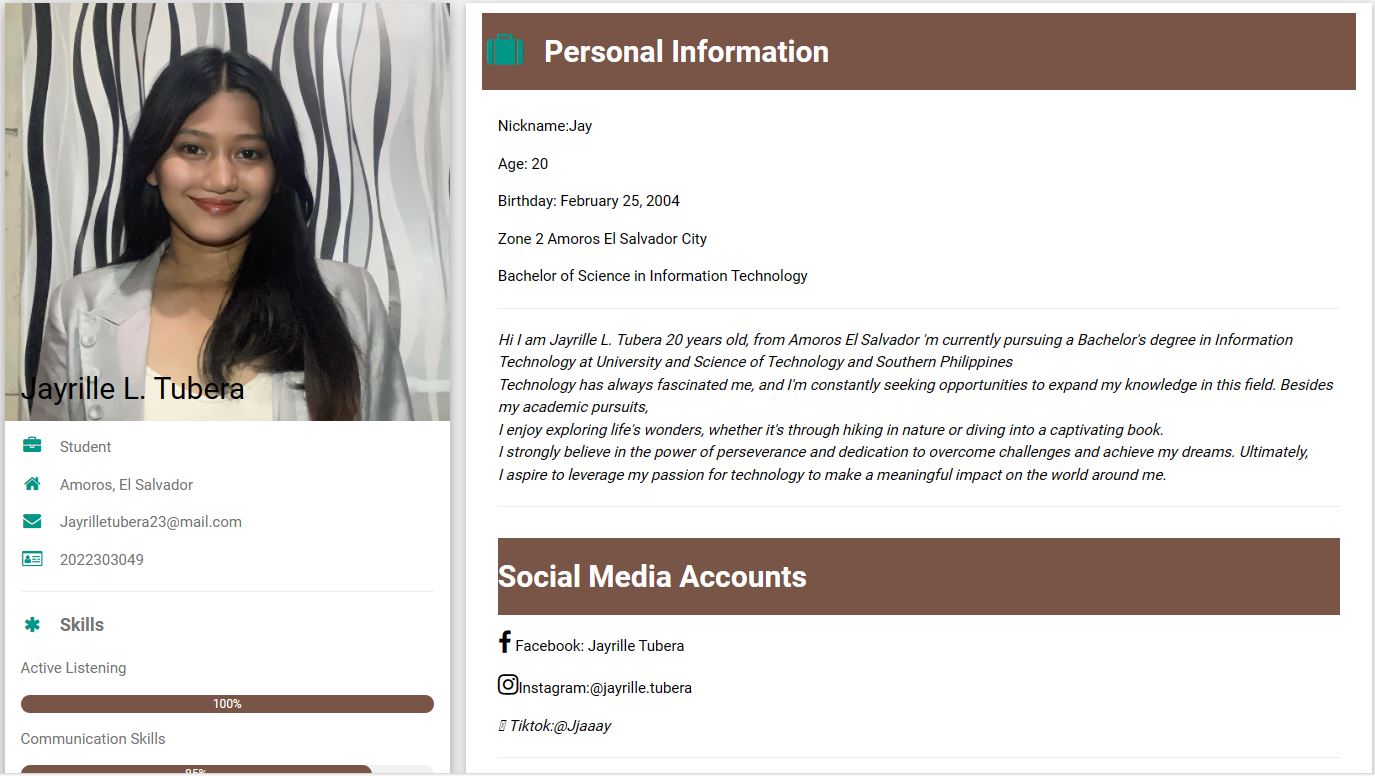 Jayrille L. Tubera
Student
Amoros, El Salvador
Jayrilletubera23@mail.com
2022303049
Skills
Active Listening
100%
Communication Skills
85%
Personal Information
Nickname:Jay
Age: 20
Birthday: February 25, 2004
Zone 2 Amoros El Salvador City
Bachelor of Science in Information Technology
Hi I am Jayrille L. Tubera 20 years old, from Amoros El Salvador 'm currently pursuing a Bachelor's degree in Information
Technology at University and Science of Technology and Southern Philippines
Technology has always fascinated me, and I'm constantly seeking opportunities to expand my knowledge in this field. Besides
my academic pursuits,
I enjoy exploring life's wonders, whether it's through hiking in nature or diving into a captivating book.
I strongly believe in the power of perseverance and dedication to overcome challenges and achieve my dreams. Ultimately,
I aspire to leverage my passion for technology to make a meaningful impact on the world around me.
Social Media Accounts
Facebook: Jayrille Tubera
Instagram:@jayrille.tubera
Tiktok:@Jjaaay